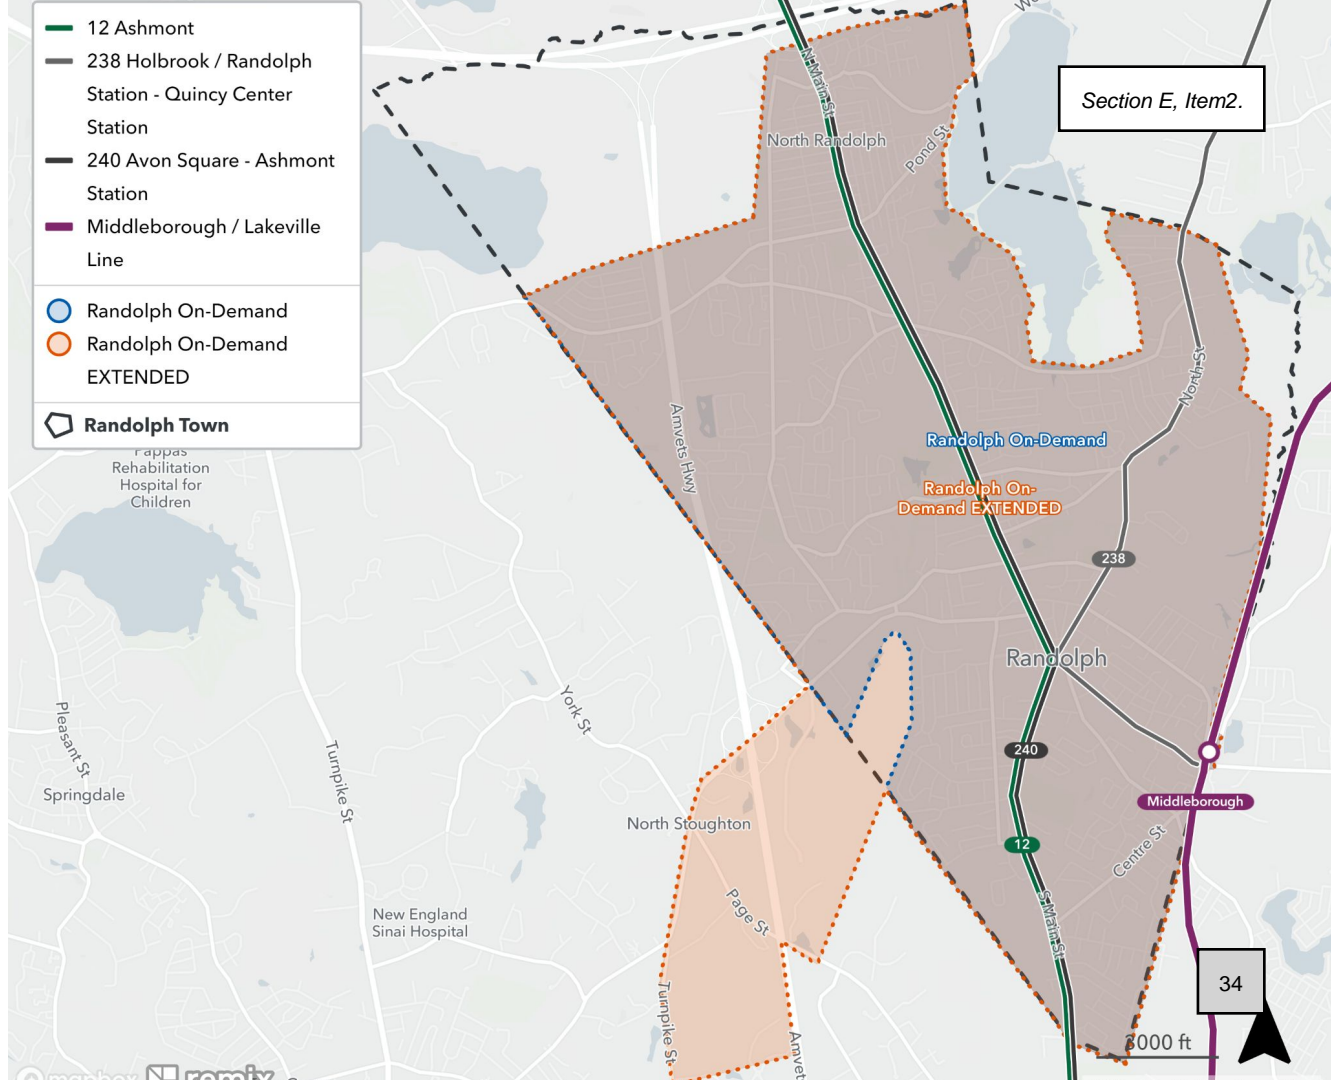 12 Ashmont
238 Holbrook / Randolph
Station - Quincy Center
Station
240 Avon Square - Ashmont
Station
Middleborough / Lakeville
Line
Randolph On-Demand
Randolph On-Demand
EXTENDED
Randolph Town
Section E, Item2.
N Main St
North Randolph
Pond St
North St
Amvets Hwy
Pappas
Rehabilitation
Hospital for
Children
Randolph On-Demand
Randolph On-
Demand EXTENDED
238
Randolph
York St
Pleasant St
Turnpike St
Springdale
240
Middleborough
North Stoughton
12
Centre St
Page St
S Main St
New England
Sinai Hospital
Turnpike St
34
3000 ft
mapbox
remix